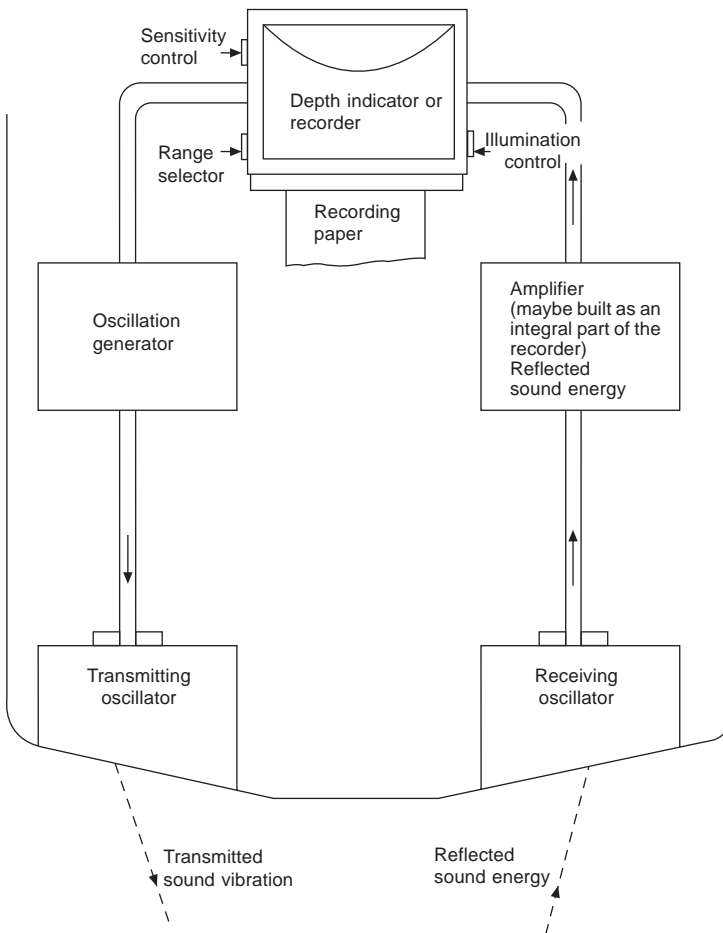 Sensitivity
control
Depth indicator or
recorder
Range
selector
Illumination
control
Recording
paper
Oscillation
generator
Amplifier
(maybe built as an
integral part of the
recorder)
Reflected
sound energy
Transmitting
oscillator
Receiving
oscillator
Transmitted
sound vibration
Reflected
sound energy